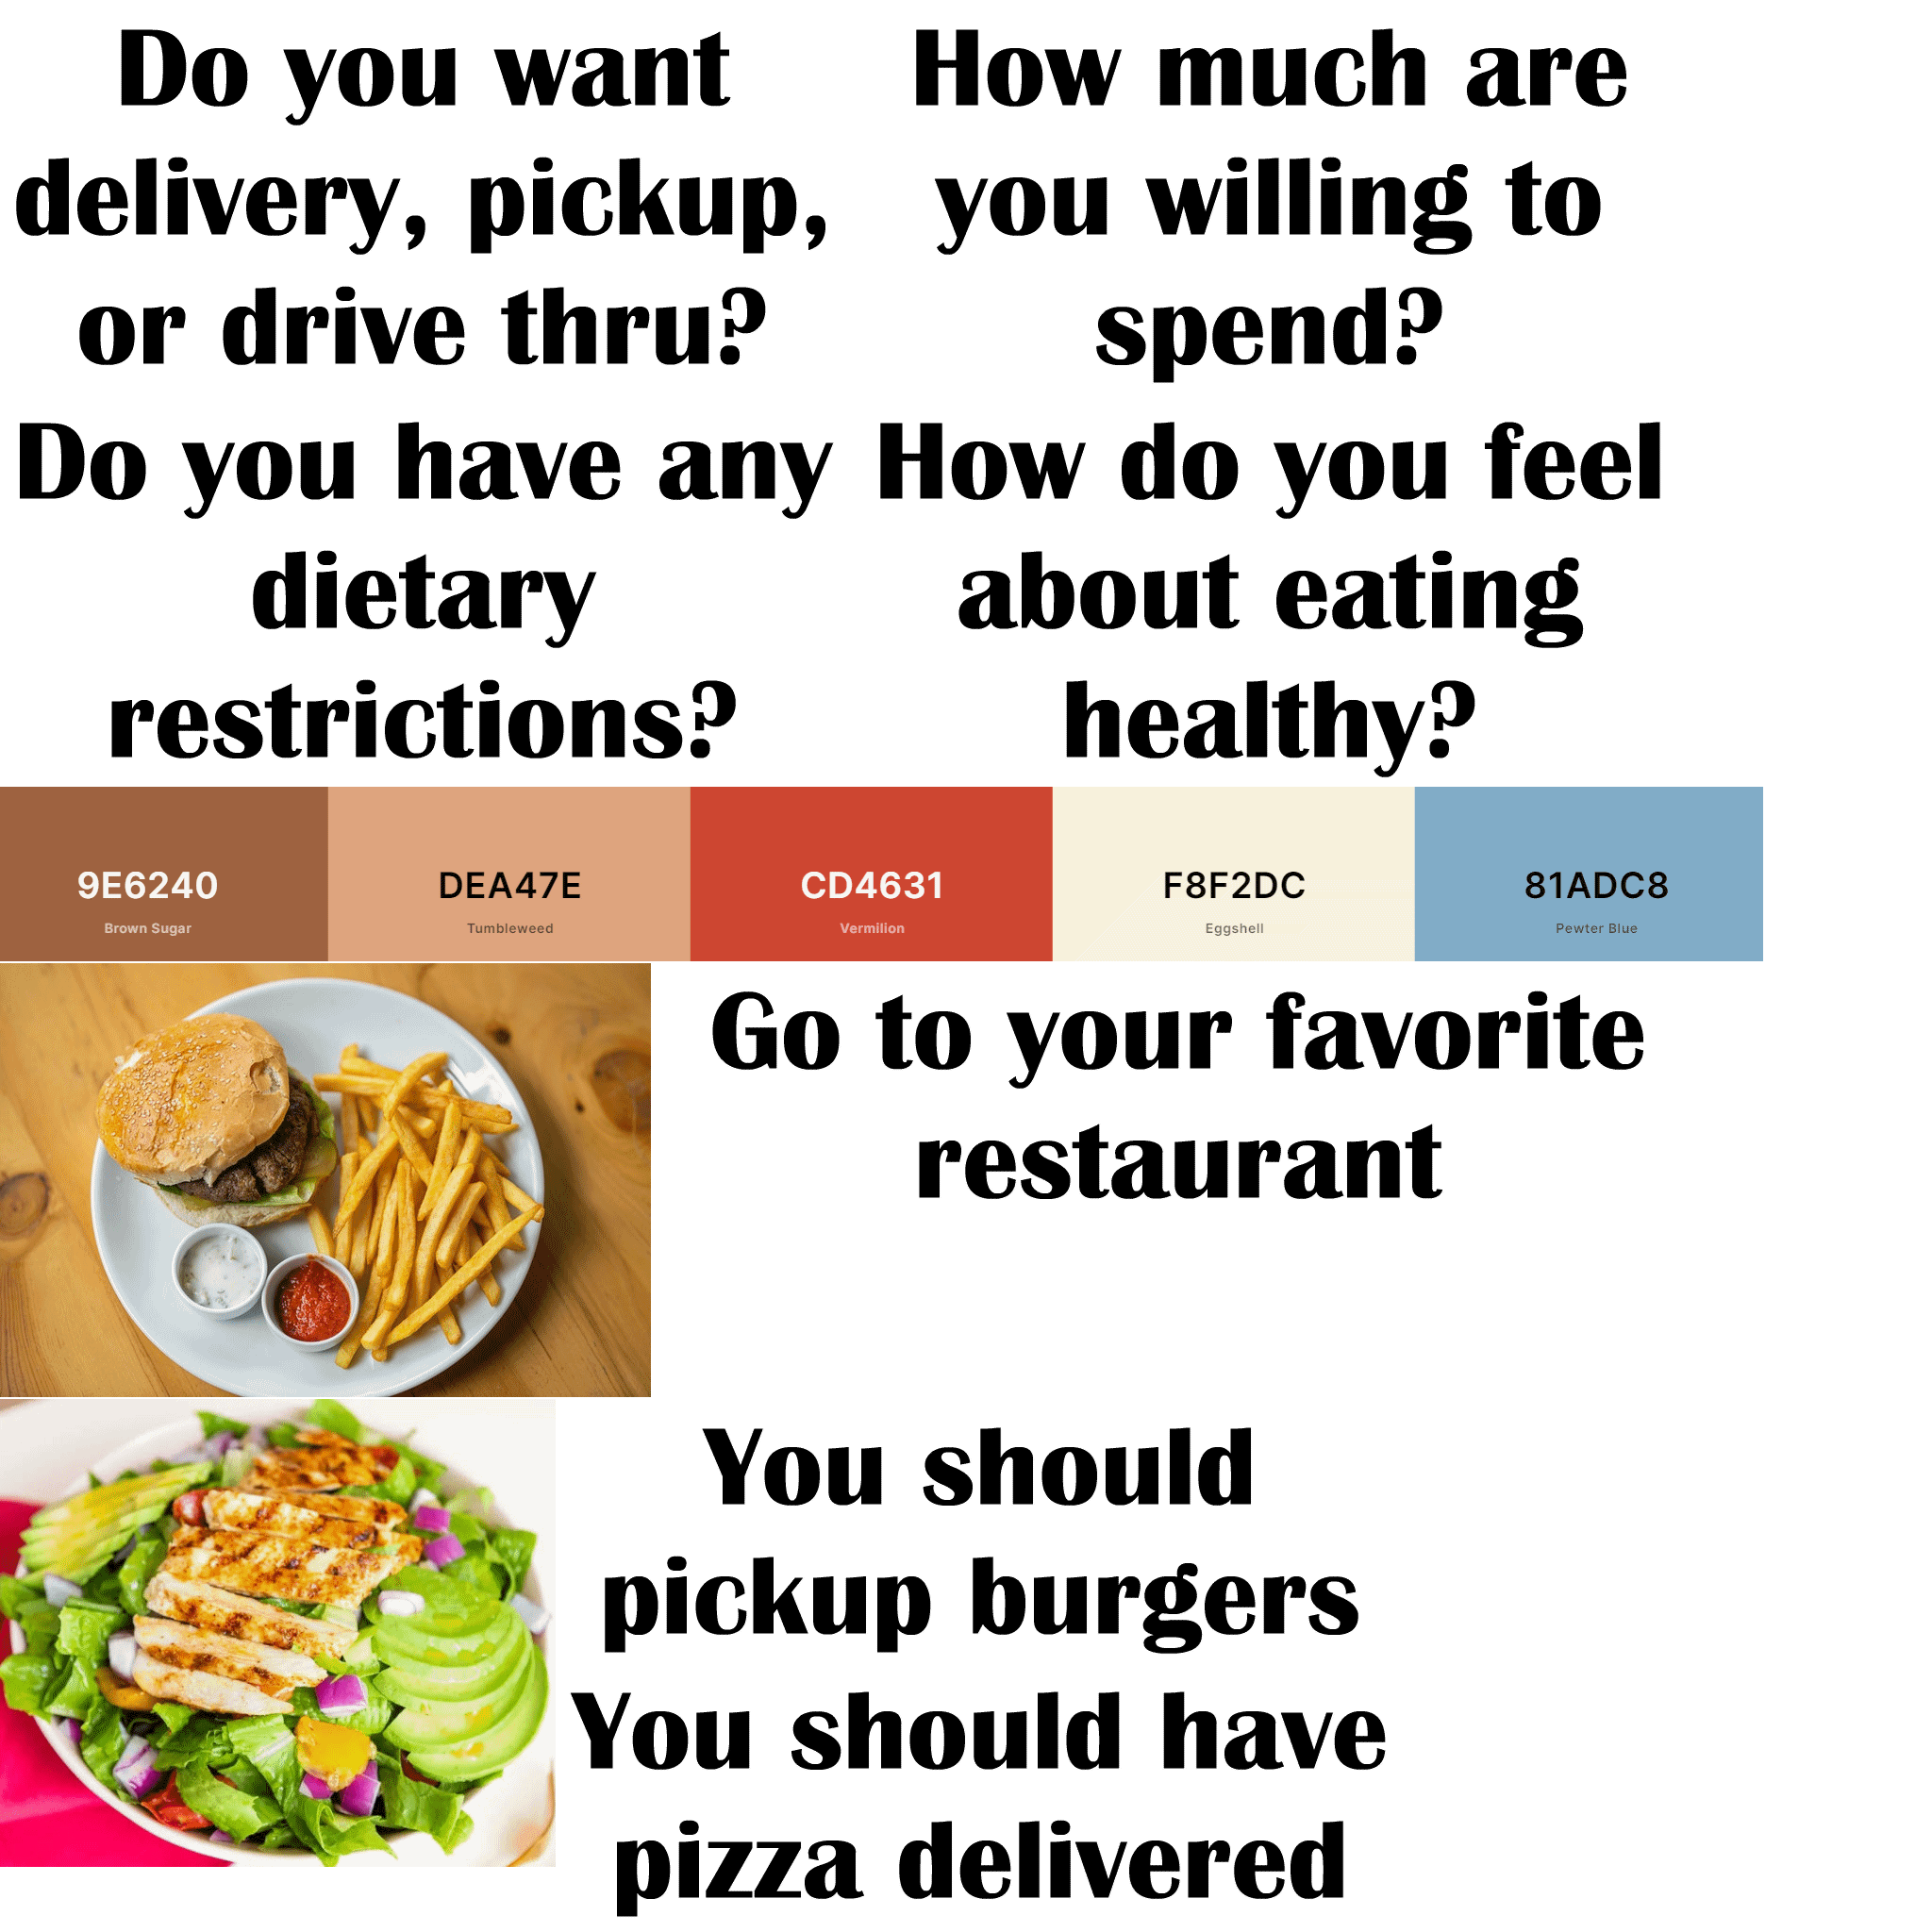 Do you want
delivery, pickup,
or drive thru?
How much are
you willing to
spend?
Do you have any
dietary
restrictions?
How do you feel
about eating
healthy?
9E6240
Brown Sugar
DEA47E
Tumbleweed
CD4631
Vermilion
F8F2DC
Eggshell
81ADC8
Pewter Blue
Go to your favorite
restaurant
You should
pickup burgers
You should have
pizza delivered